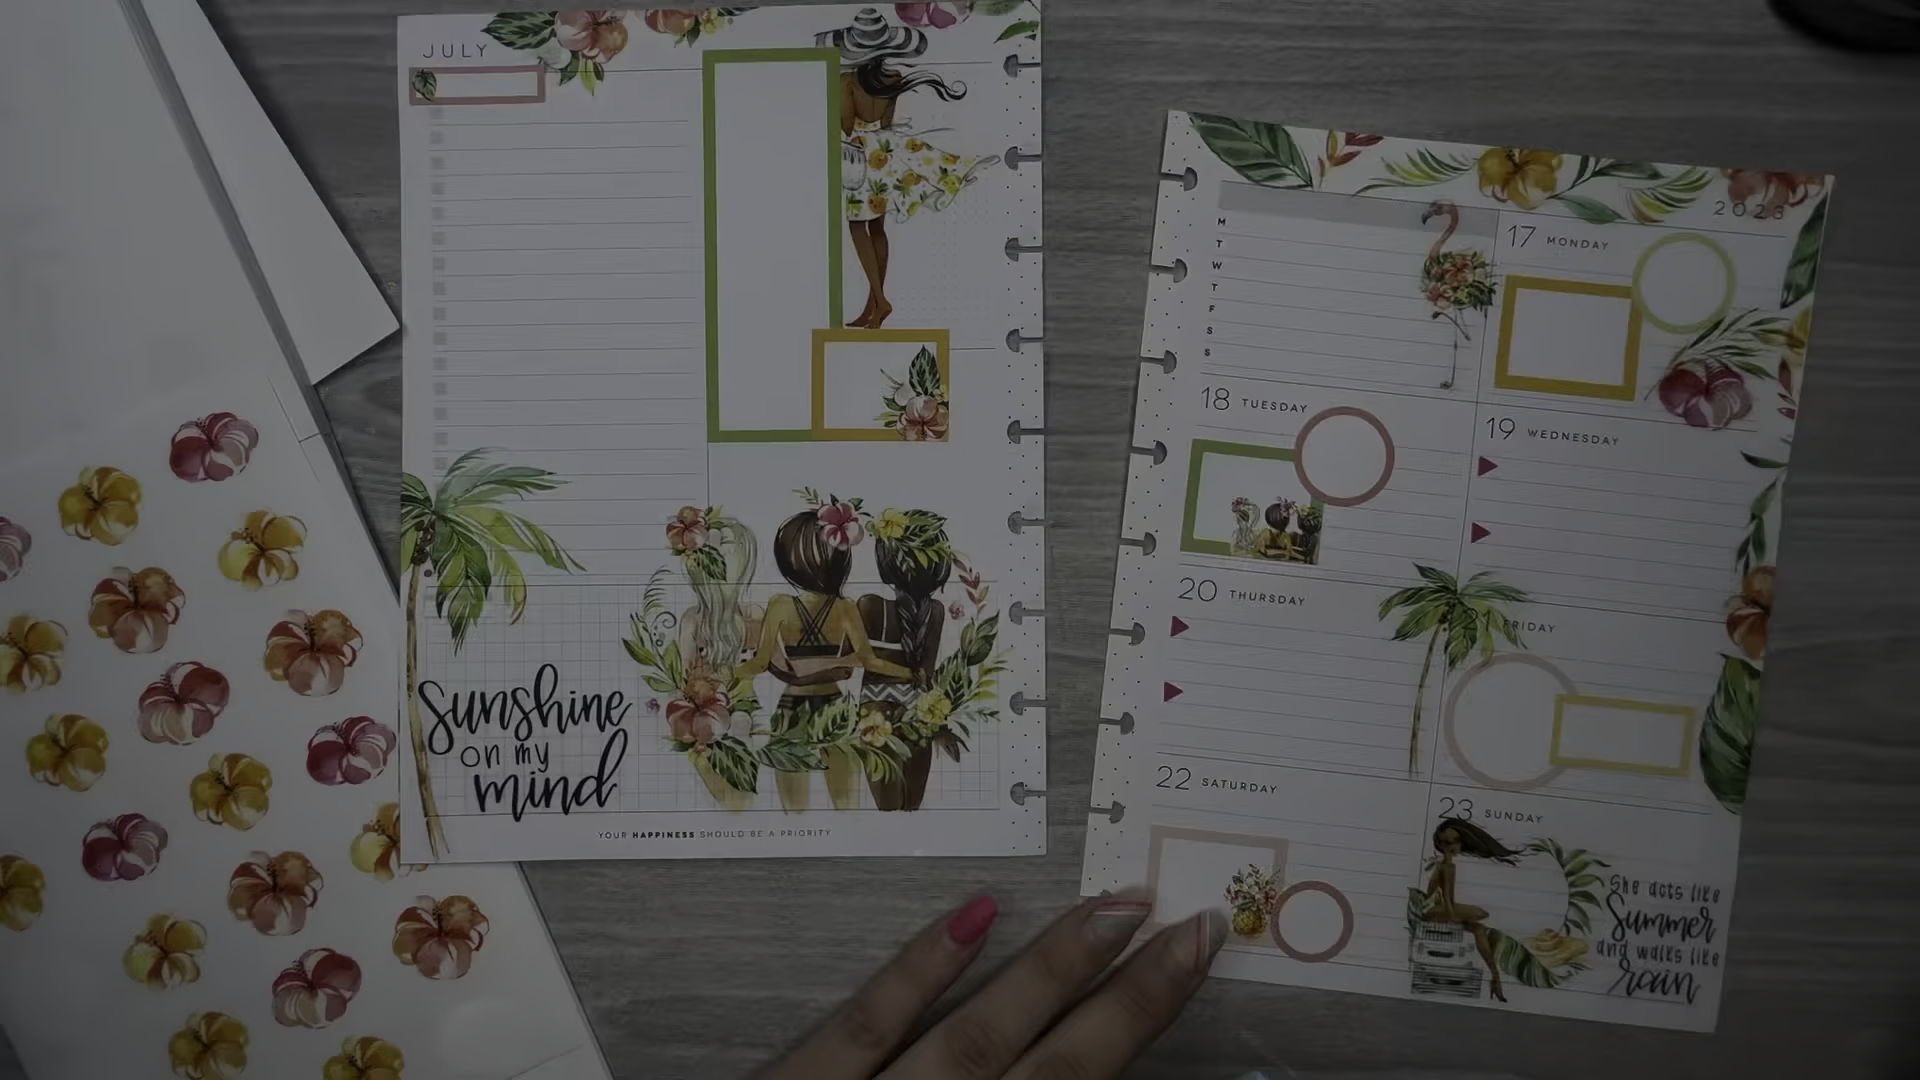 JULY
Sunshine
on my
mind
YOUR HAPPINESS SHOULD BE A PRIORITY
2023
M
T
W
T
F
S
S
17 MONDAY
18 TUESDAY
19 WEDNESDAY
20 THURSDAY
FRIDAY
22 SATURDAY
23 SUNDAY
She acts like
Summer
and walks like
rain